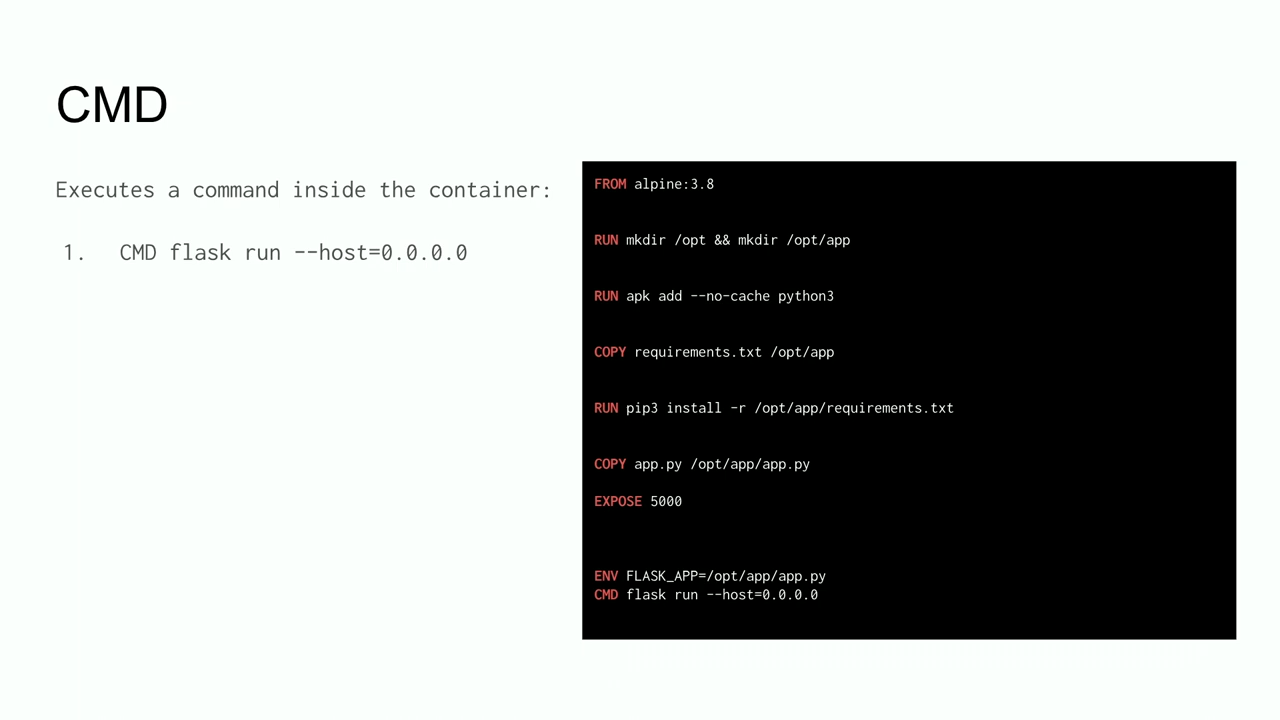 CMD
Executes a command inside the container:
1. CMD flask run --host=0.0.0.0
FROM alpine:3.8
RUN mkdir /opt && mkdir /opt/app
RUN apk add --no-cache python3
COPY requirements.txt /opt/app
RUN pip3 install -r /opt/app/requirements.txt
COPY app.py /opt/app/app.py
EXPOSE 5000
ENV FLASK_APP=/opt/app/app.py
CMD flask run --host=0.0.0.0